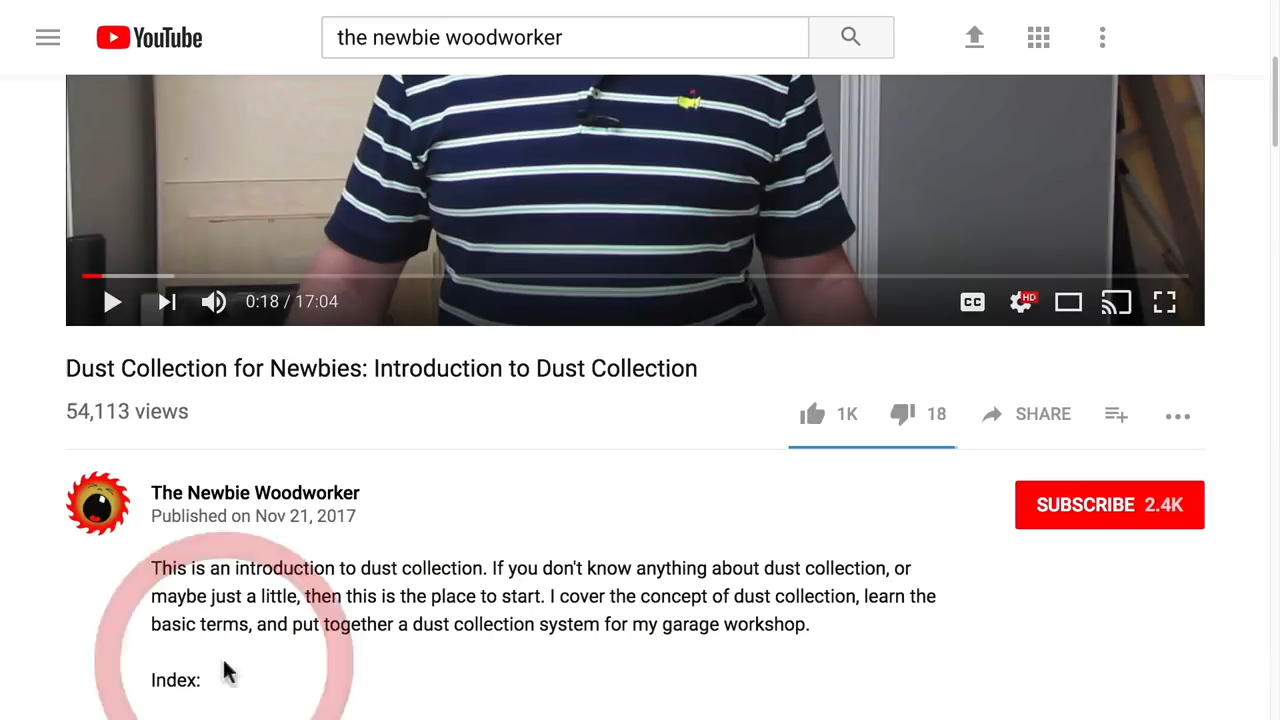 YouTube
the newbie woodworker
0:18 / 17:04
CC
HD
Dust Collection for Newbies: Introduction to Dust Collection
54,113 views
1K
18
SHARE
The Newbie Woodworker
Published on Nov 21, 2017
SUBSCRIBE 2.4K
This is an introduction to dust collection. If you don't know anything about dust collection, or
maybe just a little, then this is the place to start. I cover the concept of dust collection, learn the
basic terms, and put together a dust collection system for my garage workshop.
Index: